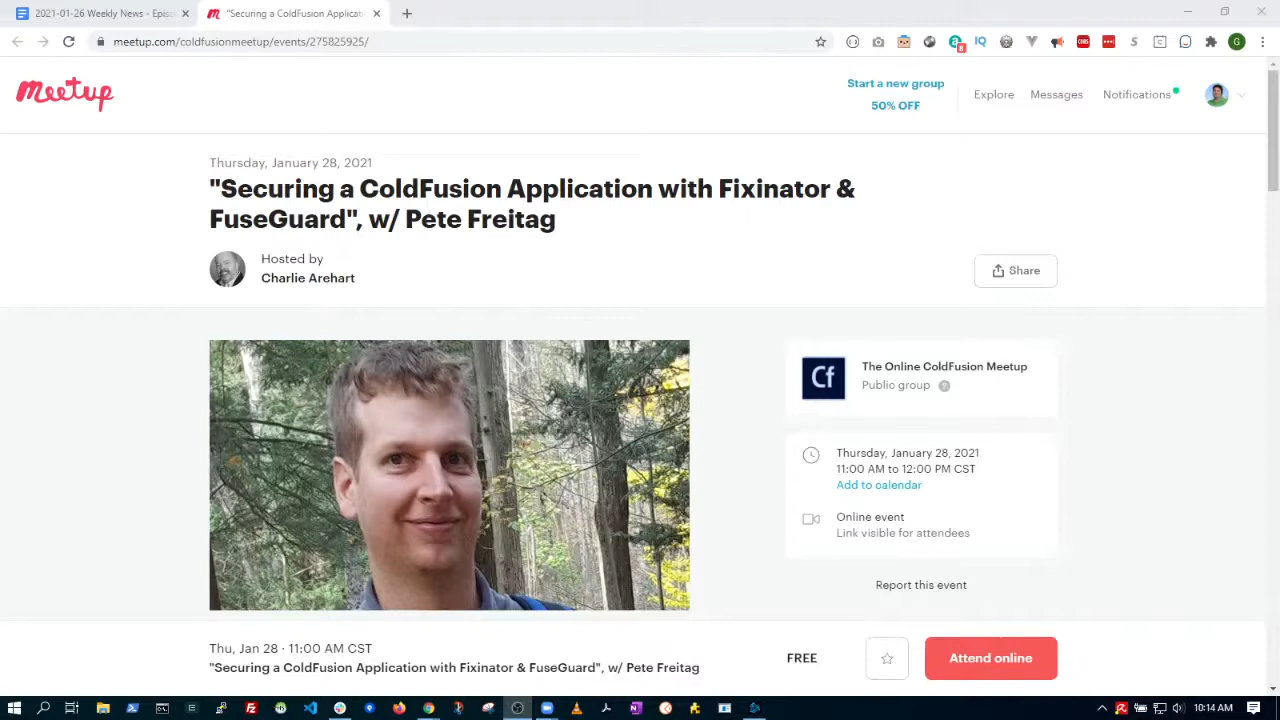 2021-01-26 Weekly News - Episo
"Securing a ColdFusion Applicati
meetup.com/coldfusionmeetup/events/275825925/
meetup
Start a new group
50% OFF
Explore
Messages
Notifications
Thursday, January 28, 2021
"Securing a ColdFusion Application with Fixinator &
FuseGuard", w/ Pete Freitag
Hosted by
Charlie Arehart
Share
Cf
The Online ColdFusion Meetup
Public group
Thursday, January 28, 2021
11:00 AM to 12:00 PM CST
Add to calendar
Online event
Link visible for attendees
Report this event
Thu, Jan 28 · 11:00 AM CST
"Securing a ColdFusion Application with Fixinator & FuseGuard", w/ Pete Freitag
FREE
Attend online
10:14 AM